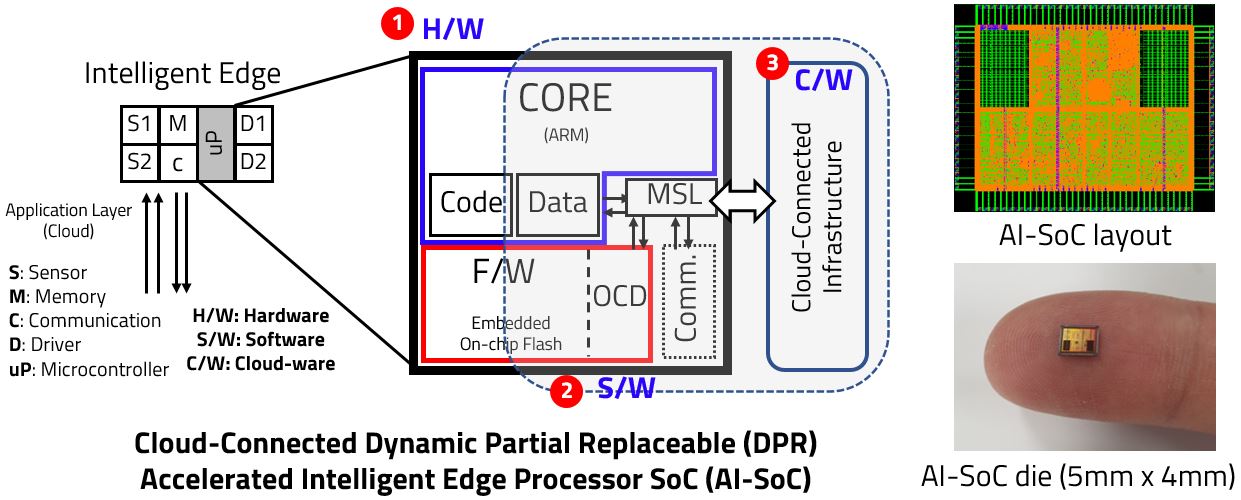 Intelligent Edge
S1 M uP D1
S2 c D2
Application Layer
(Cloud)
S: Sensor
M: Memory
C: Communication
D: Driver
uP: Microcontroller
H/W: Hardware
S/W: Software
C/W: Cloud-ware
1 H/W
CORE
(ARM)
Code
Data
MSL
F/W
Embedded
On-chip Flash
OCD
Comm.
2 S/W
3 C/W
Cloud-Connected
Infrastructure
Cloud-Connected Dynamic Partial Replaceable (DPR)
Accelerated Intelligent Edge Processor SoC (AI-SoC)
AI-SoC layout
AI-SoC die (5mm x 4mm)